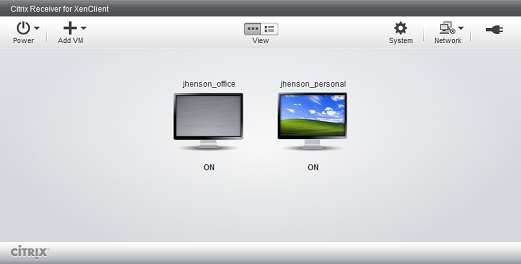 Citrix Receiver for XenClient
Power
Add VM
View
System
Network
jhenson_office
jhenson_personal
ON
ON
CITRIX